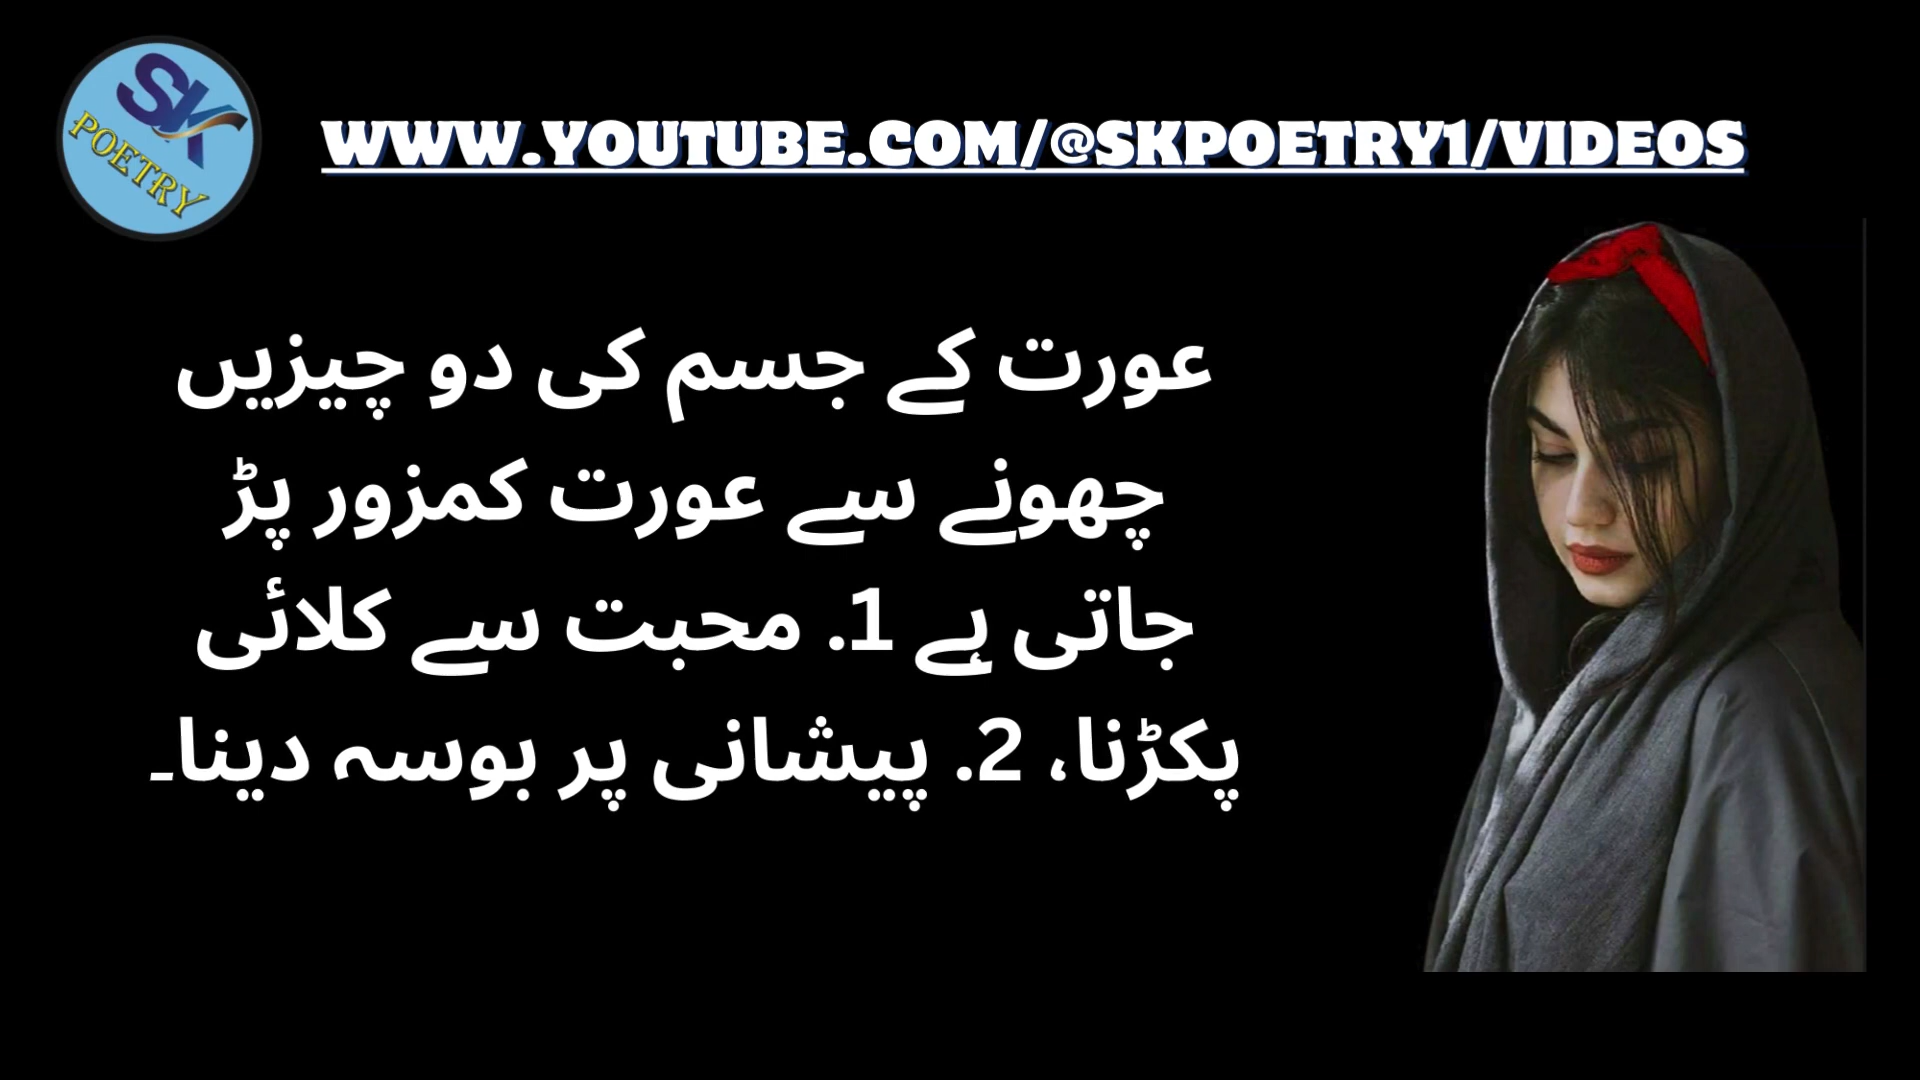 SK
POETRY
WWW.YOUTUBE.COM/@SKPOETRY1/VIDEOS
عورت کے جسم کی دو چیزیں
چھونے سے عورت کمزور پڑ
جاتی ہے 1. محبت سے کلائی
پکڑنا، 2. پیشانی پر بوسہ دینا۔